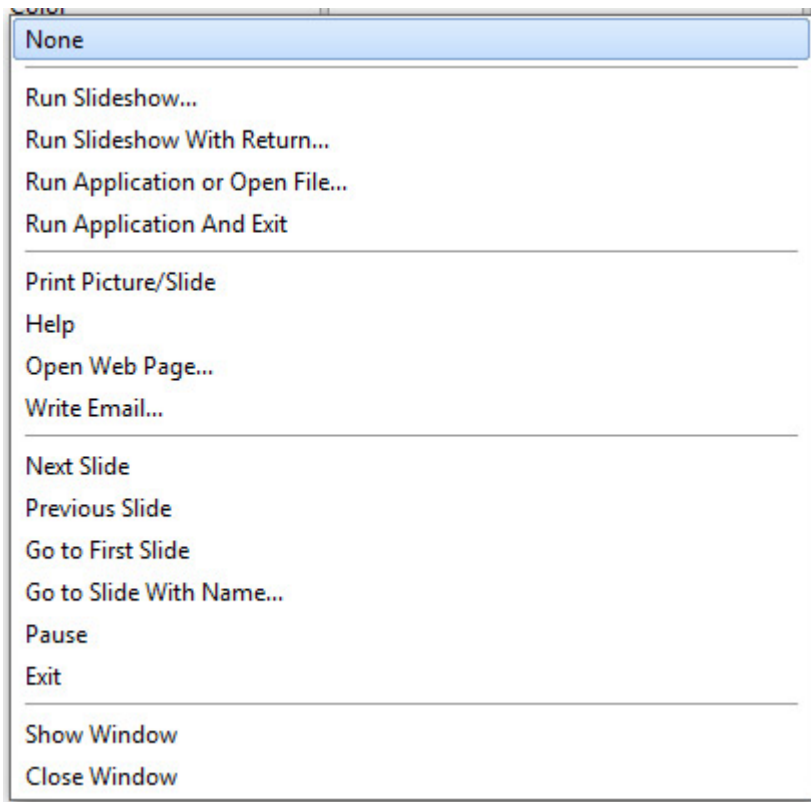 Color
None
Run Slideshow...
Run Slideshow With Return...
Run Application or Open File...
Run Application And Exit
Print Picture/Slide
Help
Open Web Page...
Write Email...
Next Slide
Previous Slide
Go to First Slide
Go to Slide With Name...
Pause
Exit
Show Window
Close Window